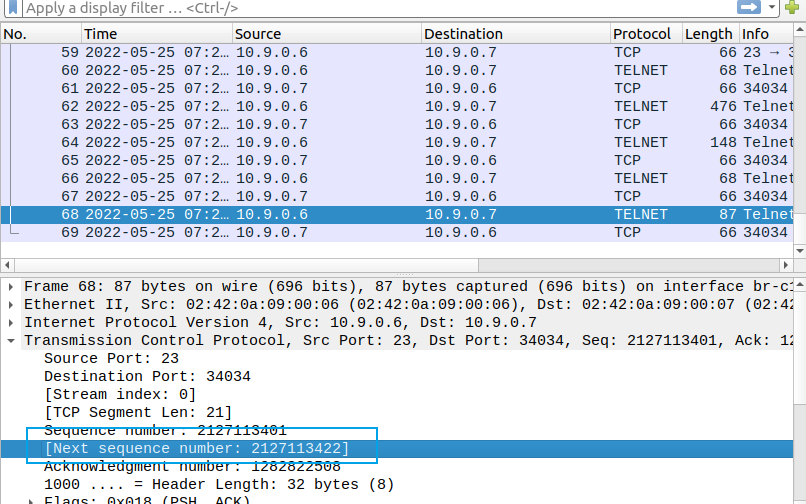 Apply a display filter … <Ctrl-/>
No. Time Source Destination Protocol Length Info
59 2022-05-25 07:2… 10.9.0.6 10.9.0.7 TCP 66 23 → 3
60 2022-05-25 07:2… 10.9.0.6 10.9.0.7 TELNET 68 Telnet
61 2022-05-25 07:2… 10.9.0.7 10.9.0.6 TCP 66 34034
62 2022-05-25 07:2… 10.9.0.6 10.9.0.7 TELNET 476 Telnet
63 2022-05-25 07:2… 10.9.0.7 10.9.0.6 TCP 66 34034
64 2022-05-25 07:2… 10.9.0.6 10.9.0.7 TELNET 148 Telnet
65 2022-05-25 07:2… 10.9.0.7 10.9.0.6 TCP 66 34034
66 2022-05-25 07:2… 10.9.0.6 10.9.0.7 TELNET 68 Telnet
67 2022-05-25 07:2… 10.9.0.7 10.9.0.6 TCP 66 34034
68 2022-05-25 07:2… 10.9.0.6 10.9.0.7 TELNET 87 Telnet
69 2022-05-25 07:2… 10.9.0.7 10.9.0.6 TCP 66 34034
Frame 68: 87 bytes on wire (696 bits), 87 bytes captured (696 bits) on interface br-c1
Ethernet II, Src: 02:42:0a:09:00:06 (02:42:0a:09:00:06), Dst: 02:42:0a:09:00:07 (02:42
Internet Protocol Version 4, Src: 10.9.0.6, Dst: 10.9.0.7
Transmission Control Protocol, Src Port: 23, Dst Port: 34034, Seq: 2127113401, Ack: 12
Source Port: 23
Destination Port: 34034
[Stream index: 0]
[TCP Segment Len: 21]
Sequence number: 2127113401
[Next sequence number: 2127113422]
Acknowledgment number: 1282822508
1000 .... = Header Length: 32 bytes (8)
Flags: 0x018 (PSH, ACK)